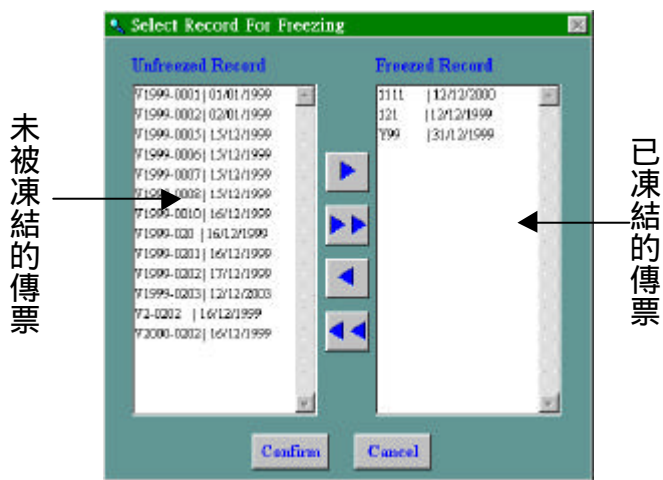 Select Record For Freezing
Unfreezed Record
Freezed Record
V1999-0001| 01/01/1999
V1999-0002| 02/01/1999
V1999-0005| 15/12/1999
V1999-0006| 15/12/1999
V1999-0007| 15/12/1999
V1999-0008| 15/12/1999
V1999-0010| 16/12/1999
V1999-020 | 16/12/1999
V1999-0201| 16/12/1999
V1999-0202| 17/12/1999
V1999-0203| 12/12/2003
V2-0202 | 16/12/1999
V2000-0202| 16/12/1999
1111 |12/12/2000
121 |12/12/1999
Y99 |31/12/1999
未被凍結的傳票
已凍結的傳票
Confirm
Cancel